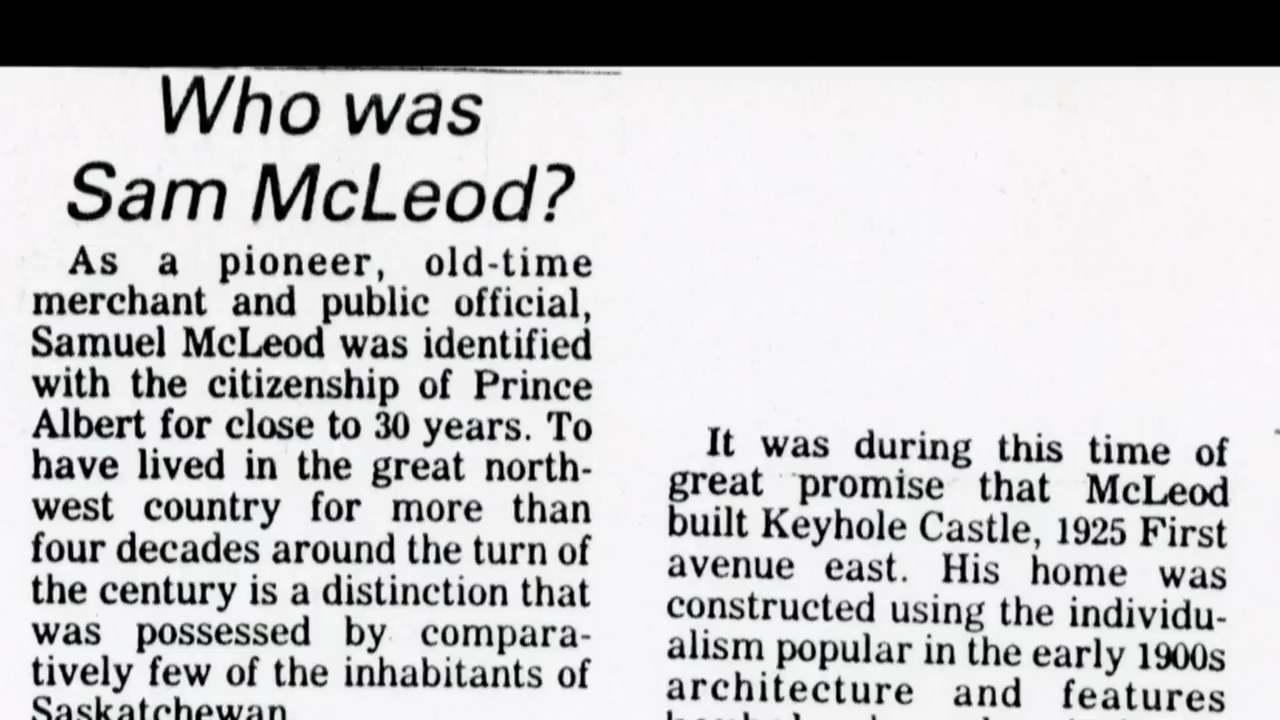 Who was
Sam McLeod?
As a pioneer, old-time
merchant and public official,
Samuel McLeod was identified
with the citizenship of Prince
Albert for close to 30 years. To
have lived in the great north-
west country for more than
four decades around the turn of
the century is a distinction that
was possessed by compara-
tively few of the inhabitants of
Saskatchewan.
It was during this time of
great promise that McLeod
built Keyhole Castle, 1925 First
avenue east. His home was
constructed using the individu-
alism popular in the early 1900s
architecture and features